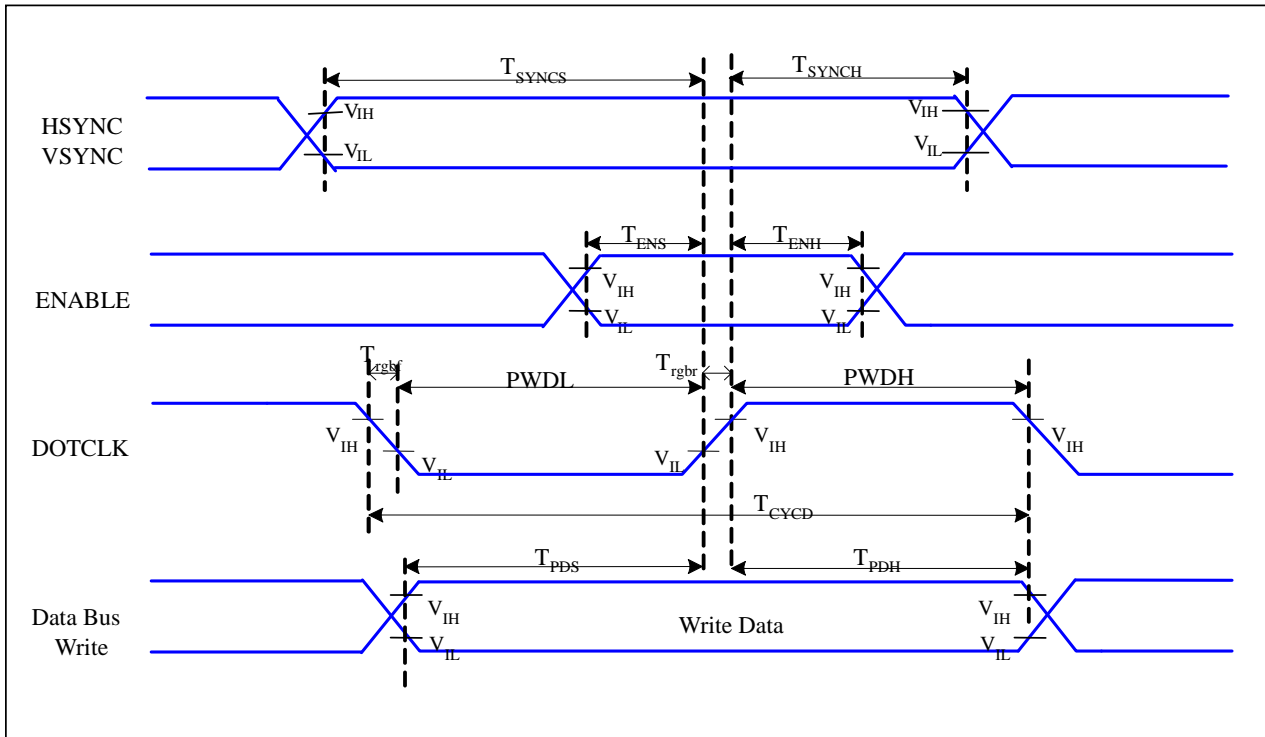 T_SYNCS T_SYNCH
HSYNC
VSYNC
V_IH V_IH
V_IL V_IL
T_ENS T_ENH
ENABLE
V_IH V_IH
V_IL V_IL
T_rgbf PWDL T_rgbr PWDH
DOTCLK
V_IH V_IH V_IH
V_IL V_IL
T_CYCD
T_PDS T_PDH
Data Bus
Write
V_IH V_IH
Write Data
V_IL V_IL